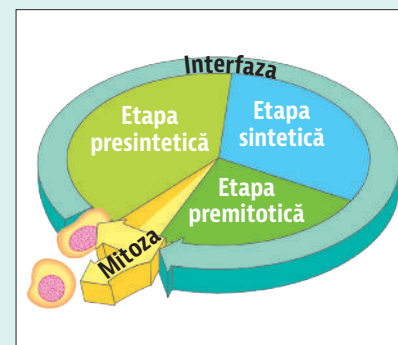 Interfaza
Etapa
presintetică
Etapa
sintetică
Etapa
premitotică
Mitoza